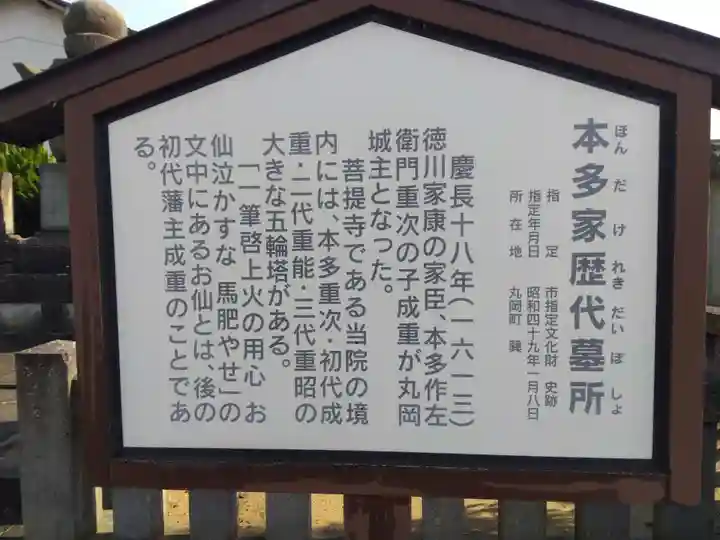 本多家歴代墓所
ほんだけれきだいぼしょ
指定 市指定文化財 史跡
指定年月日 昭和四十九年一月八日
所在地 丸岡町 巽
慶長十八年(一六一三)
徳川家康の家臣、本多作左
衛門重次の子成重が丸岡
城主となった。
菩提寺である当院の境
内には、本多重次・初代成
重・二代重能・三代重昭の
大きな五輪塔がある。
「一筆啓上火の用心 お
仙泣かすな 馬肥やせ」の
文中にあるお仙とは、後の
初代藩主成重のことであ
る。